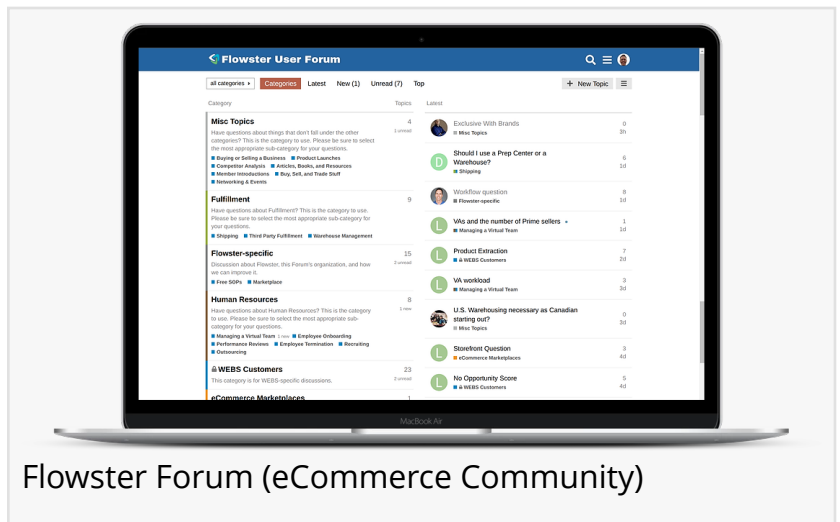 Flowster User Forum
all categories
Categories
Latest
New (1)
Unread (7)
Top
+ New Topic
Category
Topics
Latest
Misc Topics
4
Have questions about things that don't fall under the other
1 unread
categories? This is the category to use. Please be sure to select
the most appropriate sub-category for your questions.
Buying or Selling a Business Product Launches
Competitor Analysis Articles, Books, and Resources
Member Introductions Buy, Sell, and Trade Stuff
Networking & Events
Fulfillment
9
Have questions about Fulfillment? This is the category to use.
Please be sure to select the most appropriate sub-category for
your questions.
Shipping Third Party Fulfillment Warehouse Management
Flowster-specific
15
Discussion about Flowster, this Forum's organization, and how
2 unread
we can improve it.
Free SOPs Marketplace
Human Resources
8
Have questions about Human Resources? This is the category
1 new
to use. Please be sure to select the most appropriate sub-
category for your questions.
Managing a Virtual Team 1 new Employee Onboarding
Performance Reviews Employee Termination Recruiting
Outsourcing
WEBS Customers
23
This category is for WEBS-specific discussions.
2 unread
eCommerce Marketplaces
1
Exclusive With Brands
0
Misc Topics
3h
D
Should I use a Prep Center or a
Warehouse?
6
Shipping
1d
Workflow question
8
Flowster-specific
1d
L
VAs and the number of Prime sellers
1
Managing a Virtual Team
1d
L
Product Extraction
7
WEBS Customers
2d
L
VA workload
3
Managing a Virtual Team
3d
U.S. Warehousing necessary as Canadian
starting out?
0
Misc Topics
3d
L
Storefront Question
3
eCommerce Marketplaces
4d
L
No Opportunity Score
5
WEBS Customers
4d
MacBook Air
Flowster Forum (eCommerce Community)